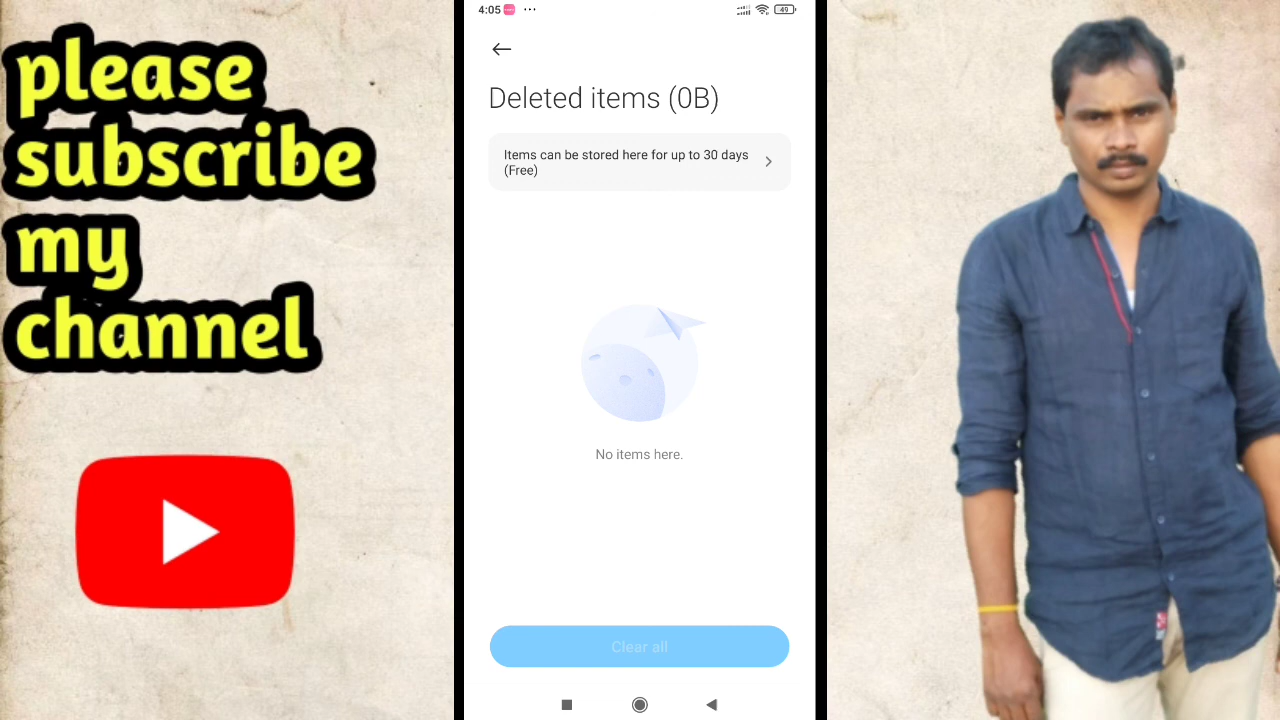 please
subscribe
my
channel
4:05
49
Deleted items (0B)
Items can be stored here for up to 30 days
(Free)
No items here.
Clear all